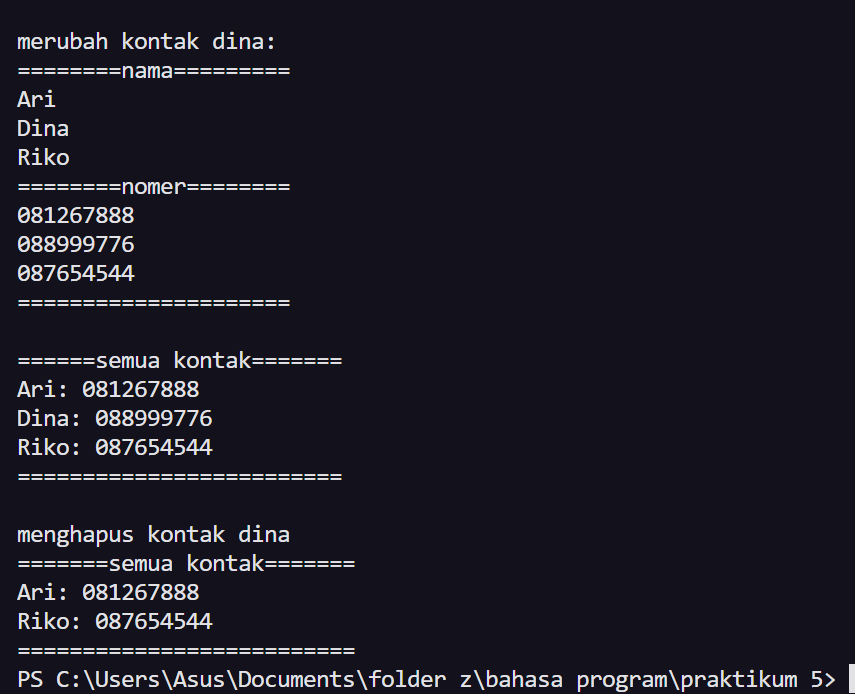 merubah kontak dina:
========nama=========
Ari
Dina
Riko
========nomer========
081267888
088999776
087654544
=====================
======semua kontak=======
Ari: 081267888
Dina: 088999776
Riko: 087654544
=========================
menghapus kontak dina
=======semua kontak=======
Ari: 081267888
Riko: 087654544
==========================
PS C:\Users\Asus\Documents\folder z\bahasa program\praktikum 5>